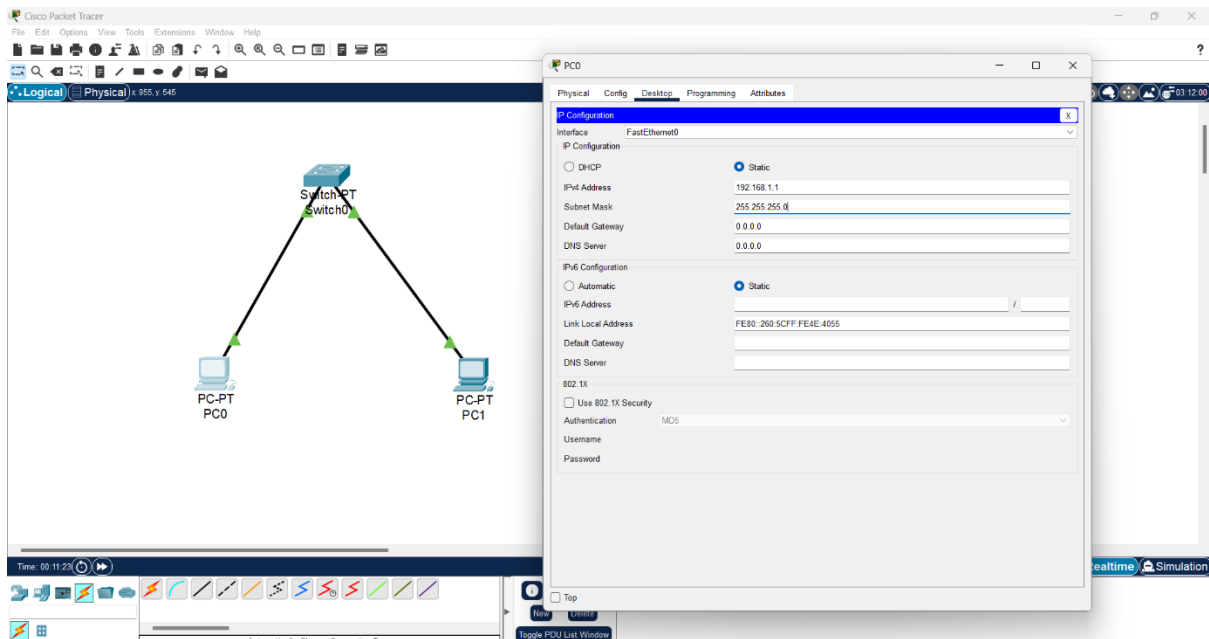 Cisco Packet Tracer
File Edit Options View Tools Extensions Window Help
?
Logical Physical x: 955, y: 545
03:12:00
Switch-PT
Switch0
PC-PT
PC0
PC-PT
PC1
PC0
Physical Config Desktop Programming Attributes
IP Configuration X
Interface FastEthernet0
IP Configuration
DHCP Static
IPv4 Address 192.168.1.1
Subnet Mask 255.255.255.0
Default Gateway 0.0.0.0
DNS Server 0.0.0.0
IPv6 Configuration
Automatic Static
IPv6 Address /
Link Local Address FE80::260:5CFF:FE4E:4055
Default Gateway
DNS Server
802.1X
Use 802.1X Security
Authentication MD5
Username
Password
Top
Time: 00:11:23
Realtime Simulation
New Delete
Toggle PDU List Window